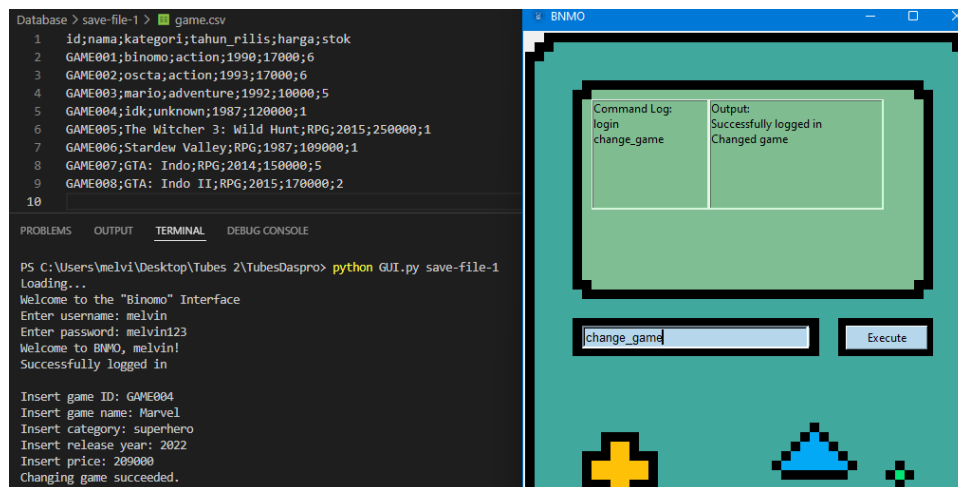 Database > save-file-1 > game.csv
1 id;nama;kategori;tahun_rilis;harga;stok
2 GAME001;binomo;action;1990;17000;6
3 GAME002;oscta;action;1993;17000;6
4 GAME003;mario;adventure;1992;10000;5
5 GAME004;idk;unknown;1987;120000;1
6 GAME005;The Witcher 3: Wild Hunt;RPG;2015;250000;1
7 GAME006;Stardew Valley;RPG;1987;109000;1
8 GAME007;GTA: Indo;RPG;2014;150000;5
9 GAME008;GTA: Indo II;RPG;2015;170000;2
10
PROBLEMS OUTPUT TERMINAL DEBUG CONSOLE
PS C:\Users\melvi\Desktop\Tubes 2\TubesDaspro> python GUI.py save-file-1
Loading...
Welcome to the "Binomo" Interface
Enter username: melvin
Enter password: melvin123
Welcome to BNMO, melvin!
Successfully logged in
Insert game ID: GAME004
Insert game name: Marvel
Insert category: superhero
Insert release year: 2022
Insert price: 209000
Changing game succeeded.
BNMO
Command Log:
login
change_game
Output:
Successfully logged in
Changed game
change_game
Execute